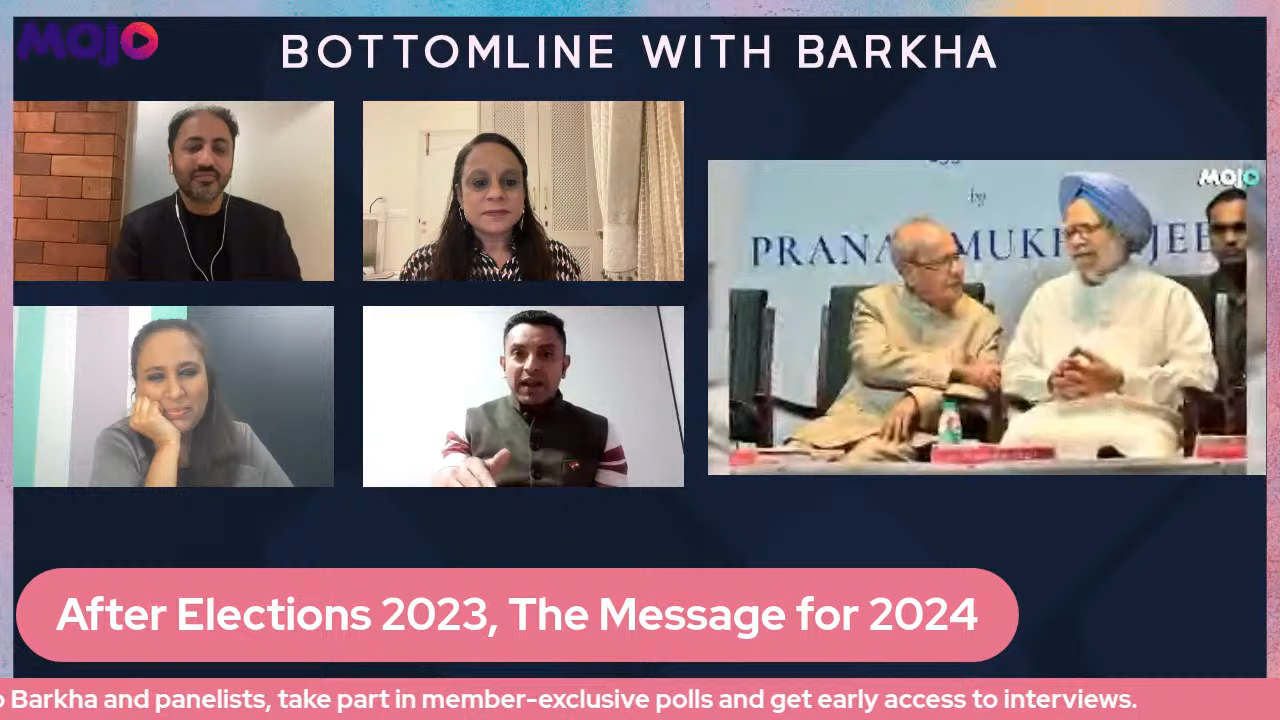 MOJO
BOTTOMLINE WITH BARKHA
MOJO
by
PRANA MUKH JEE
After Elections 2023, The Message for 2024
Barkha and panelists, take part in member-exclusive polls and get early access to interviews.